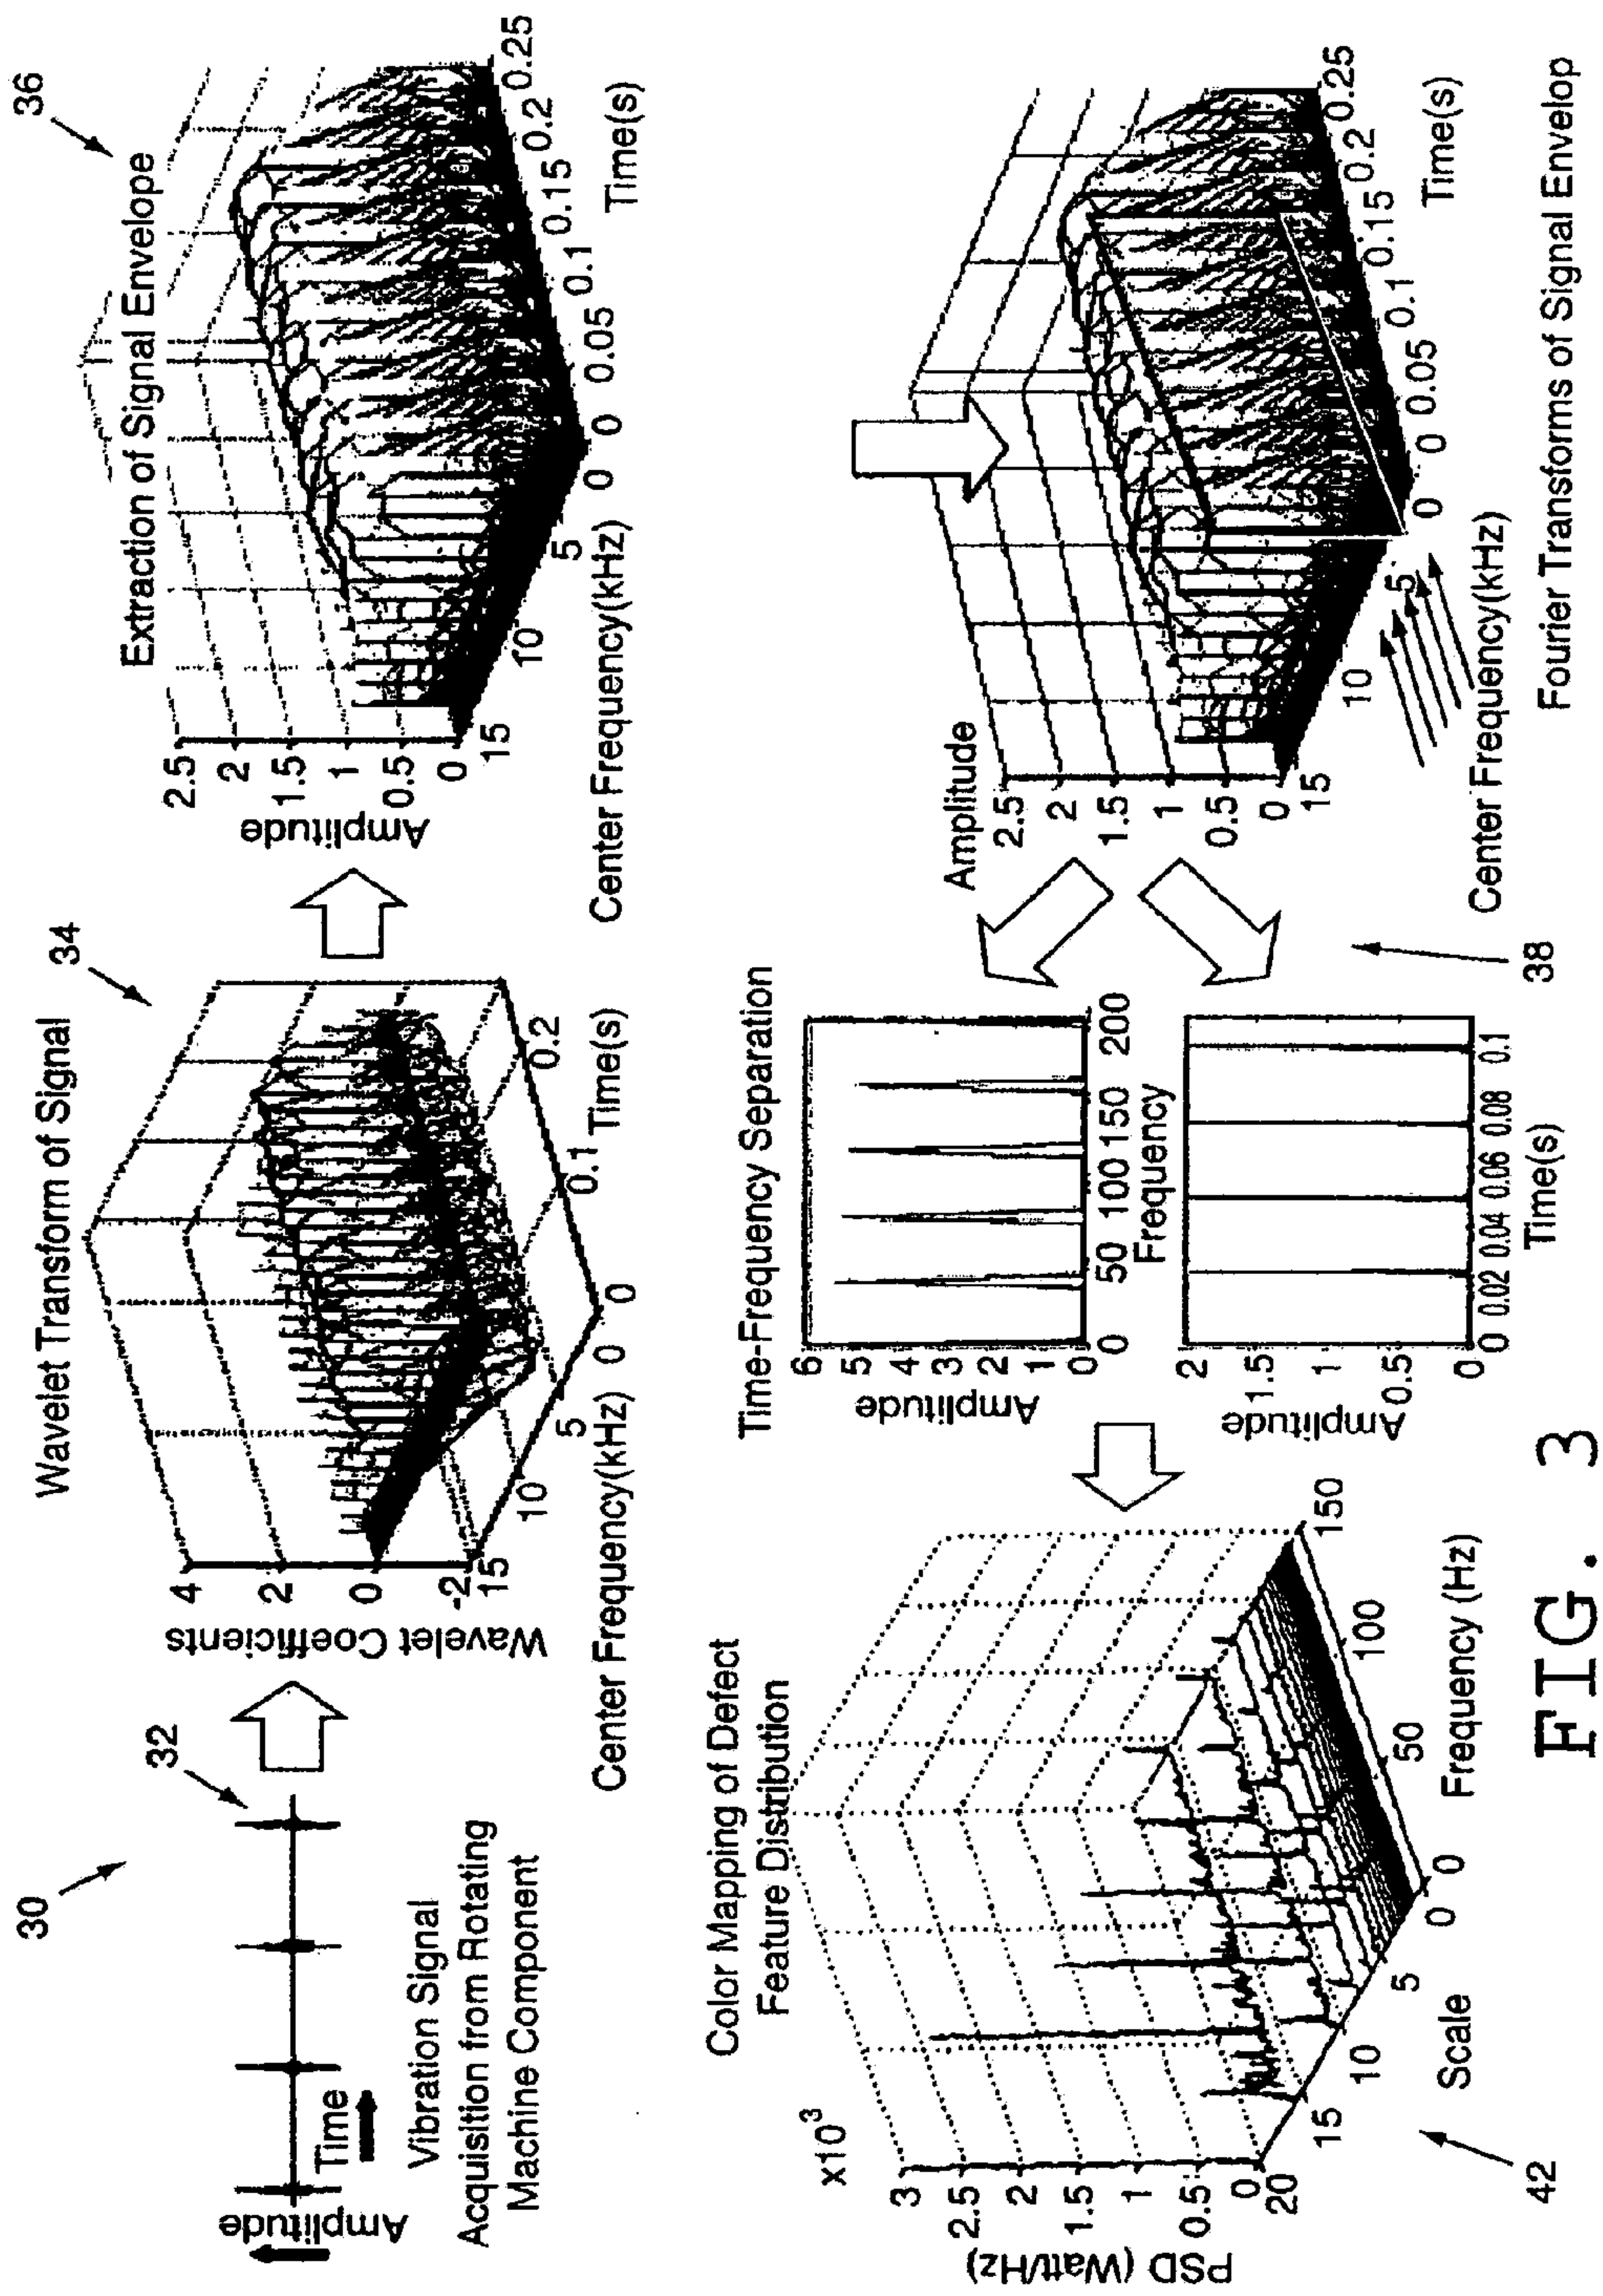 30
32
Amplitude
Time
Vibration Signal
Acquisition from Rotating
Machine Component
34
Wavelet Transform of Signal
Wavelet Coefficients
4
2
0
-2
15
10
5
0
0
0.1
0.2
Center Frequency(kHz)
Time(s)
36
Extraction of Signal Envelope
Amplitude
2.5
2
1.5
1
0.5
0
15
10
5
0
0
0.05
0.1
0.15
0.2
0.25
Center Frequency(kHz)
Time(s)
Color Mapping of Defect
Feature Distribution
x10³
PSD (Watt/Hz)
3
2.5
2
1.5
1
0.5
0
20
15
10
5
0
0
50
100
150
Scale
Frequency (Hz)
42
Time-Frequency Separation
Amplitude
6
5
4
3
2
1
0
0 50 100 150 200
Frequency
Amplitude
2
1.5
1
0.5
0
0 0.02 0.04 0.06 0.08 0.1
Time(s)
38
Amplitude
2.5
2
1.5
1
0.5
0
15
10
5
0
0
0.05
0.1
0.15
0.2
0.25
Center Frequency(kHz)
Time(s)
Fourier Transforms of Signal Envelop
FIG. 3